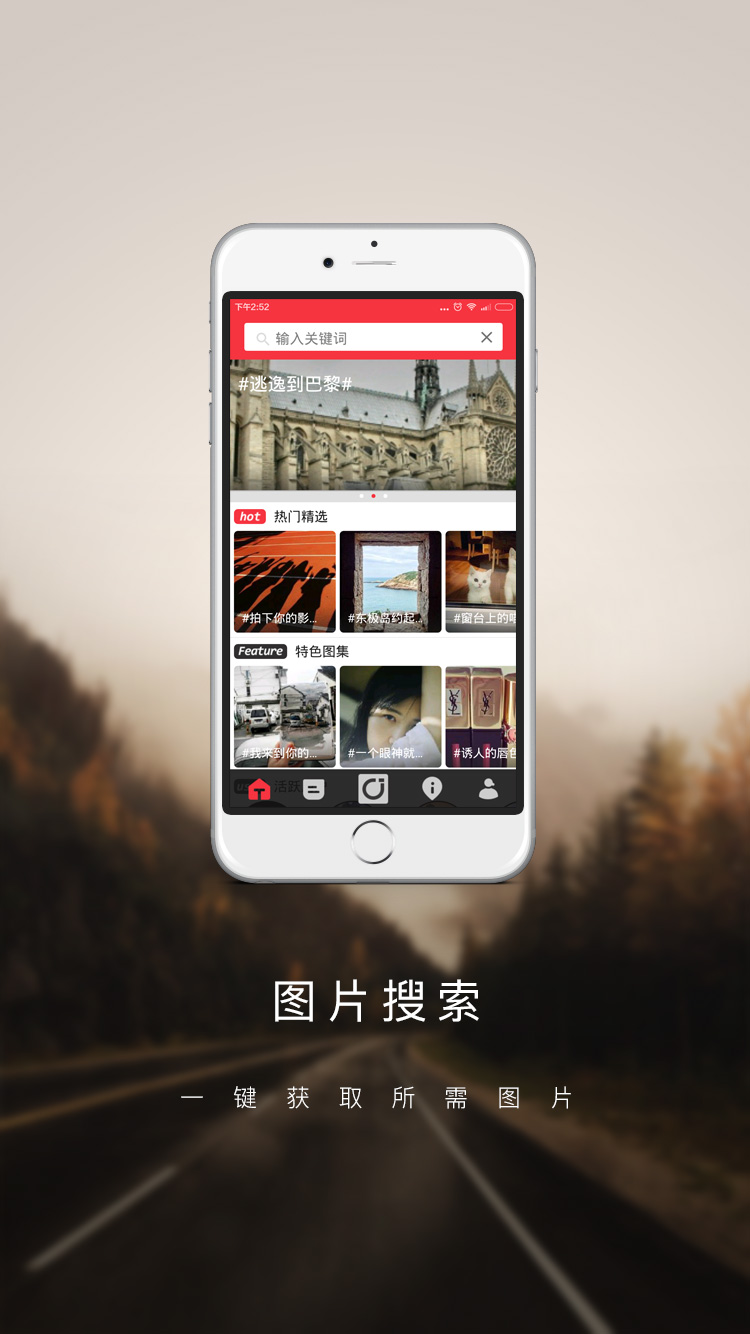 下午2:52
输入关键词
#逃逸到巴黎#
hot 热门精选
#拍下你的影...
#东极岛约起...
#窗台上的
Feature 特色图集
#我来到你的...
#一个眼神就...
#诱人的唇色
活跃
图片搜索
一键获取所需图片